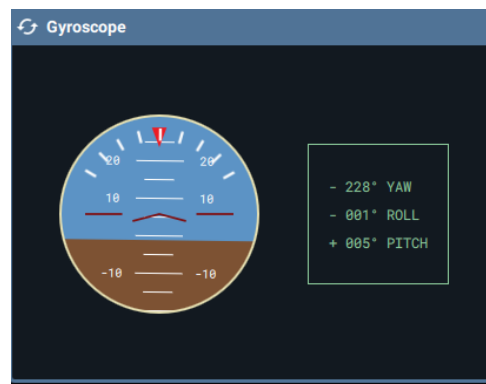 Gyroscope
20 20
10 10
-10 -10
- 228° YAW
- 001° ROLL
+ 005° PITCH